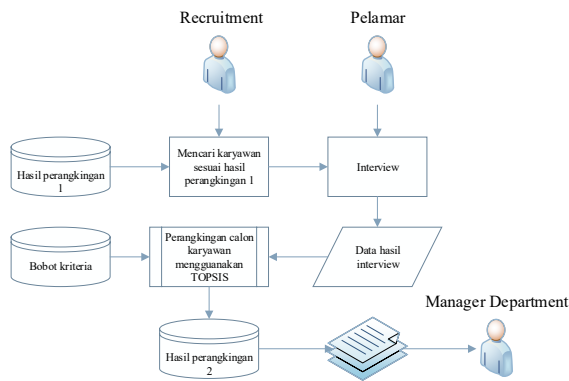 Recruitment
Pelamar
Hasil perangkingan
1
Mencari karyawan
sesuai hasil
perangkingan 1
Interview
Bobot kriteria
Perangkingan calon
karyawan
mengguanakan
TOPSIS
Data hasil
interview
Manager Department
Hasil perangkingan
2